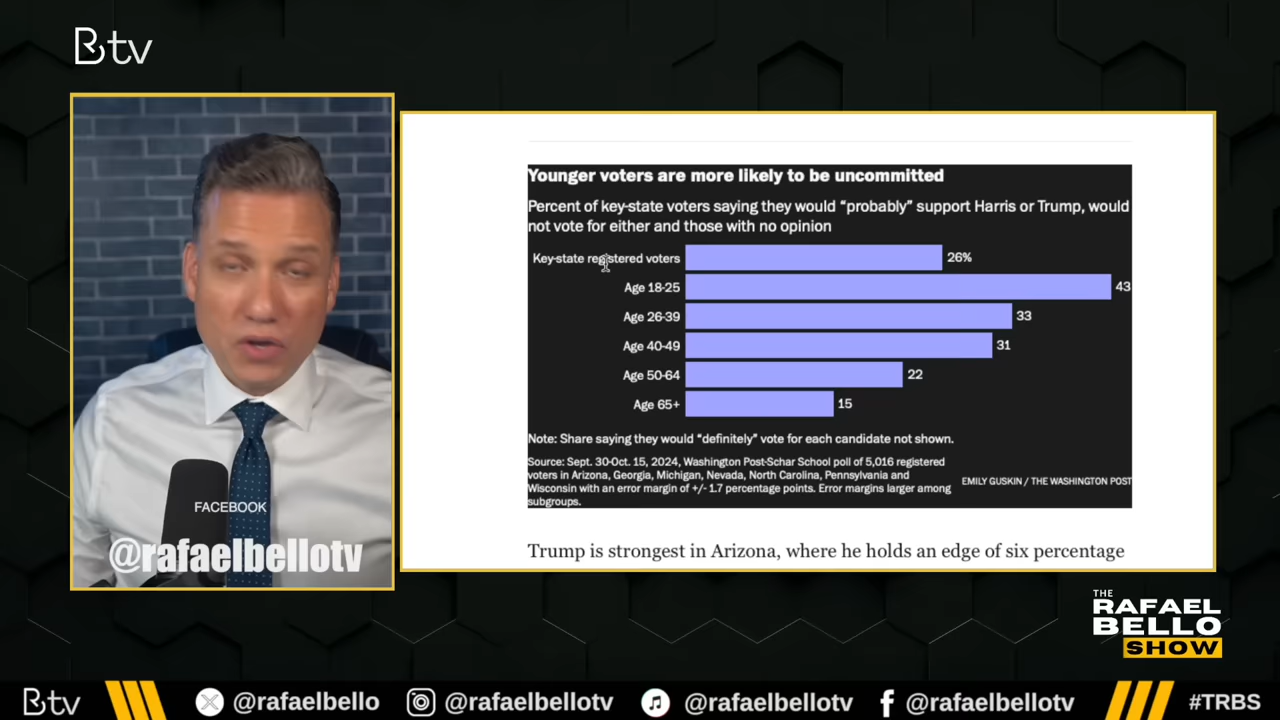 Btv
Younger voters are more likely to be uncommitted
Percent of key-state voters saying they would “probably” support Harris or Trump, would
not vote for either and those with no opinion
Key-state registered voters 26%
Age 18-25 43
Age 26-39 33
Age 40-49 31
Age 50-64 22
Age 65+ 15
Note: Share saying they would “definitely” vote for each candidate not shown.
Source: Sept. 30-Oct. 15, 2024, Washington Post-Schar School poll of 5,016 registered
voters in Arizona, Georgia, Michigan, Nevada, North Carolina, Pennsylvania and
Wisconsin with an error margin of +/- 1.7 percentage points. Error margins larger among
subgroups.
EMILY GUSKIN / THE WASHINGTON POST
Trump is strongest in Arizona, where he holds an edge of six percentage
FACEBOOK
@rafaelbellotv
THE
RAFAEL
BELLO
SHOW
Btv @rafaelbello @rafaelbellotv @rafaelbellotv @rafaelbellotv #TRBS